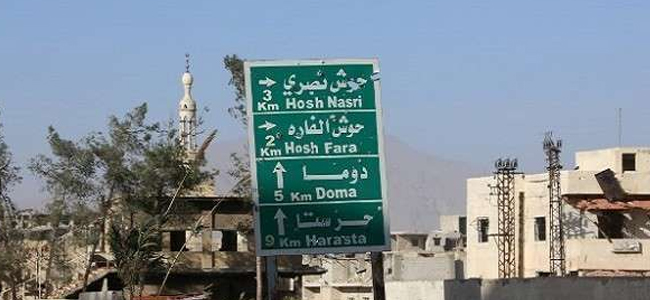 حوش نصري
3 Km Hosh Nasri
حوش الفاره
2 Km Hosh Fara
دوما
5 Km Doma
حرستا
9 Km Harasta